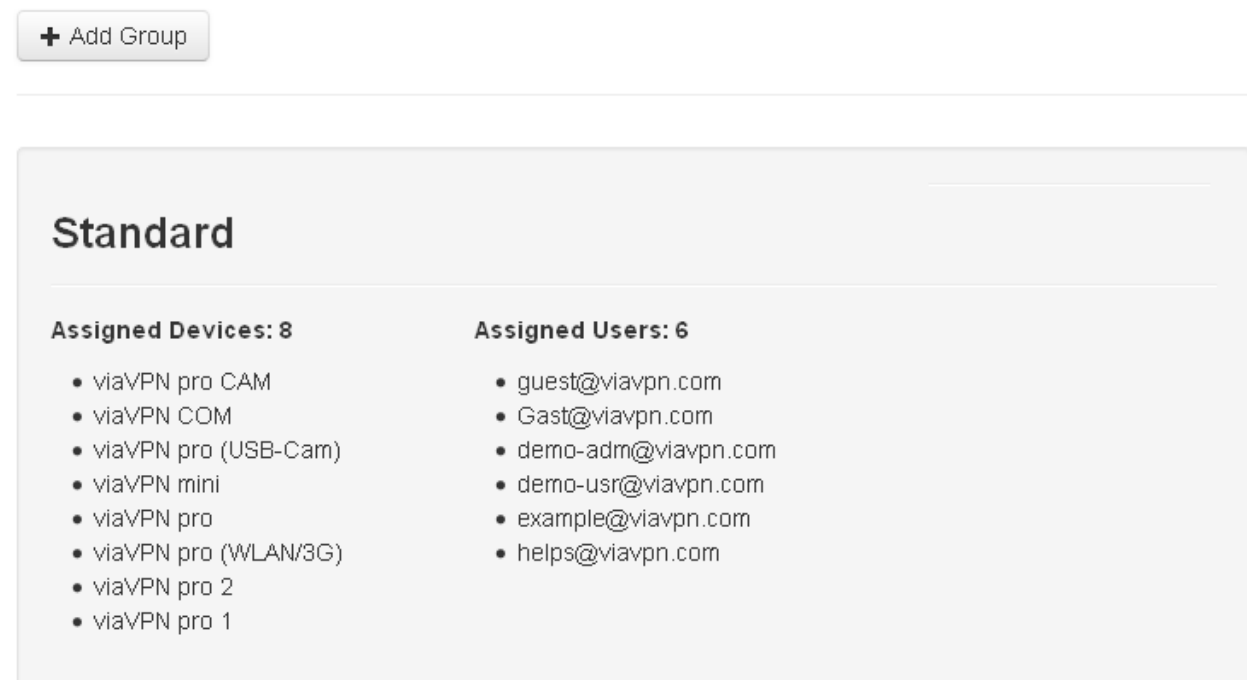 + Add Group
Standard
Assigned Devices: 8
• viaVPN pro CAM
• viaVPN COM
• viaVPN pro (USB-Cam)
• viaVPN mini
• viaVPN pro
• viaVPN pro (WLAN/3G)
• viaVPN pro 2
• viaVPN pro 1
Assigned Users: 6
• guest@viavpn.com
• Gast@viavpn.com
• demo-adm@viavpn.com
• demo-usr@viavpn.com
• example@viavpn.com
• helps@viavpn.com